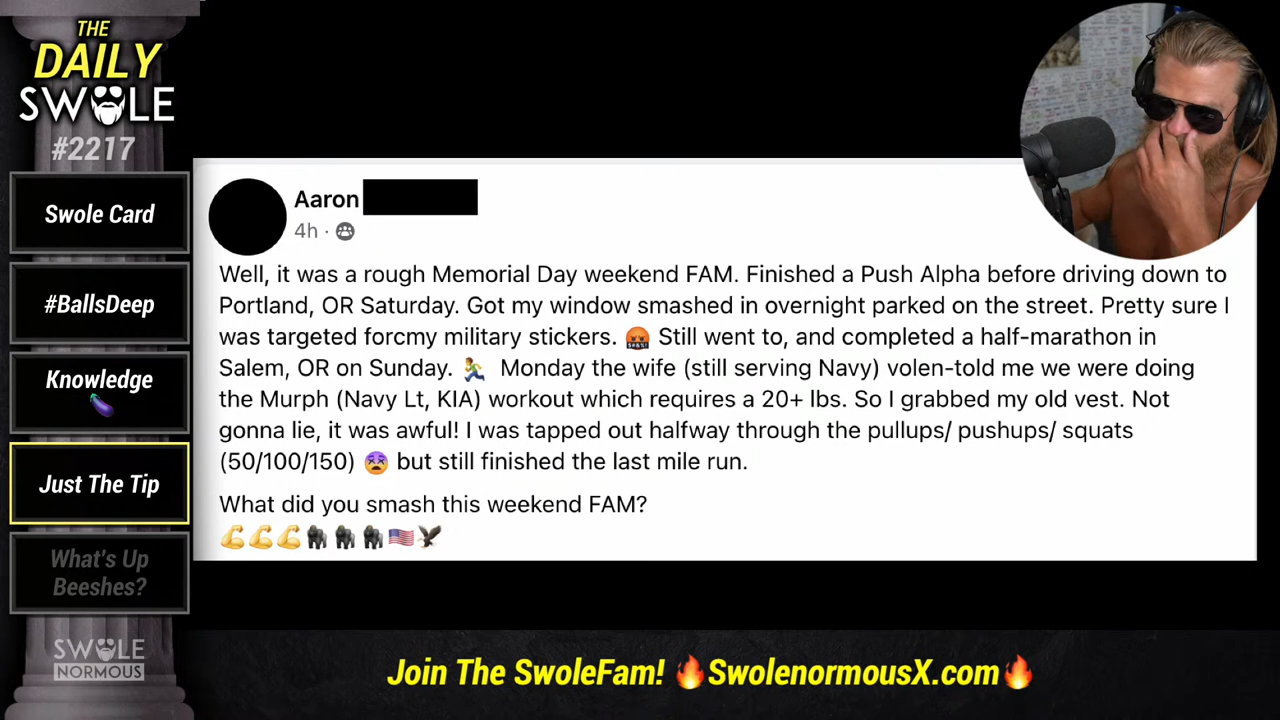 THE
DAILY
SWOLE
#2217
Swole Card
#BallsDeep
Knowledge
🍆
Just The Tip
What's Up
Beeshes?
SWOLE
NORMOUS
Aaron
4h ·
Well, it was a rough Memorial Day weekend FAM. Finished a Push Alpha before driving down to
Portland, OR Saturday. Got my window smashed in overnight parked on the street. Pretty sure I
was targeted forcmy military stickers. 🤬 Still went to, and completed a half-marathon in
Salem, OR on Sunday. 🏃 Monday the wife (still serving Navy) volen-told me we were doing
the Murph (Navy Lt, KIA) workout which requires a 20+ lbs. So I grabbed my old vest. Not
gonna lie, it was awful! I was tapped out halfway through the pullups/ pushups/ squats
(50/100/150) 😵 but still finished the last mile run.
What did you smash this weekend FAM?
💪💪💪🦍🦍🦍🇺🇸🦅
Join The SwoleFam! 🔥SwolenormousX.com🔥